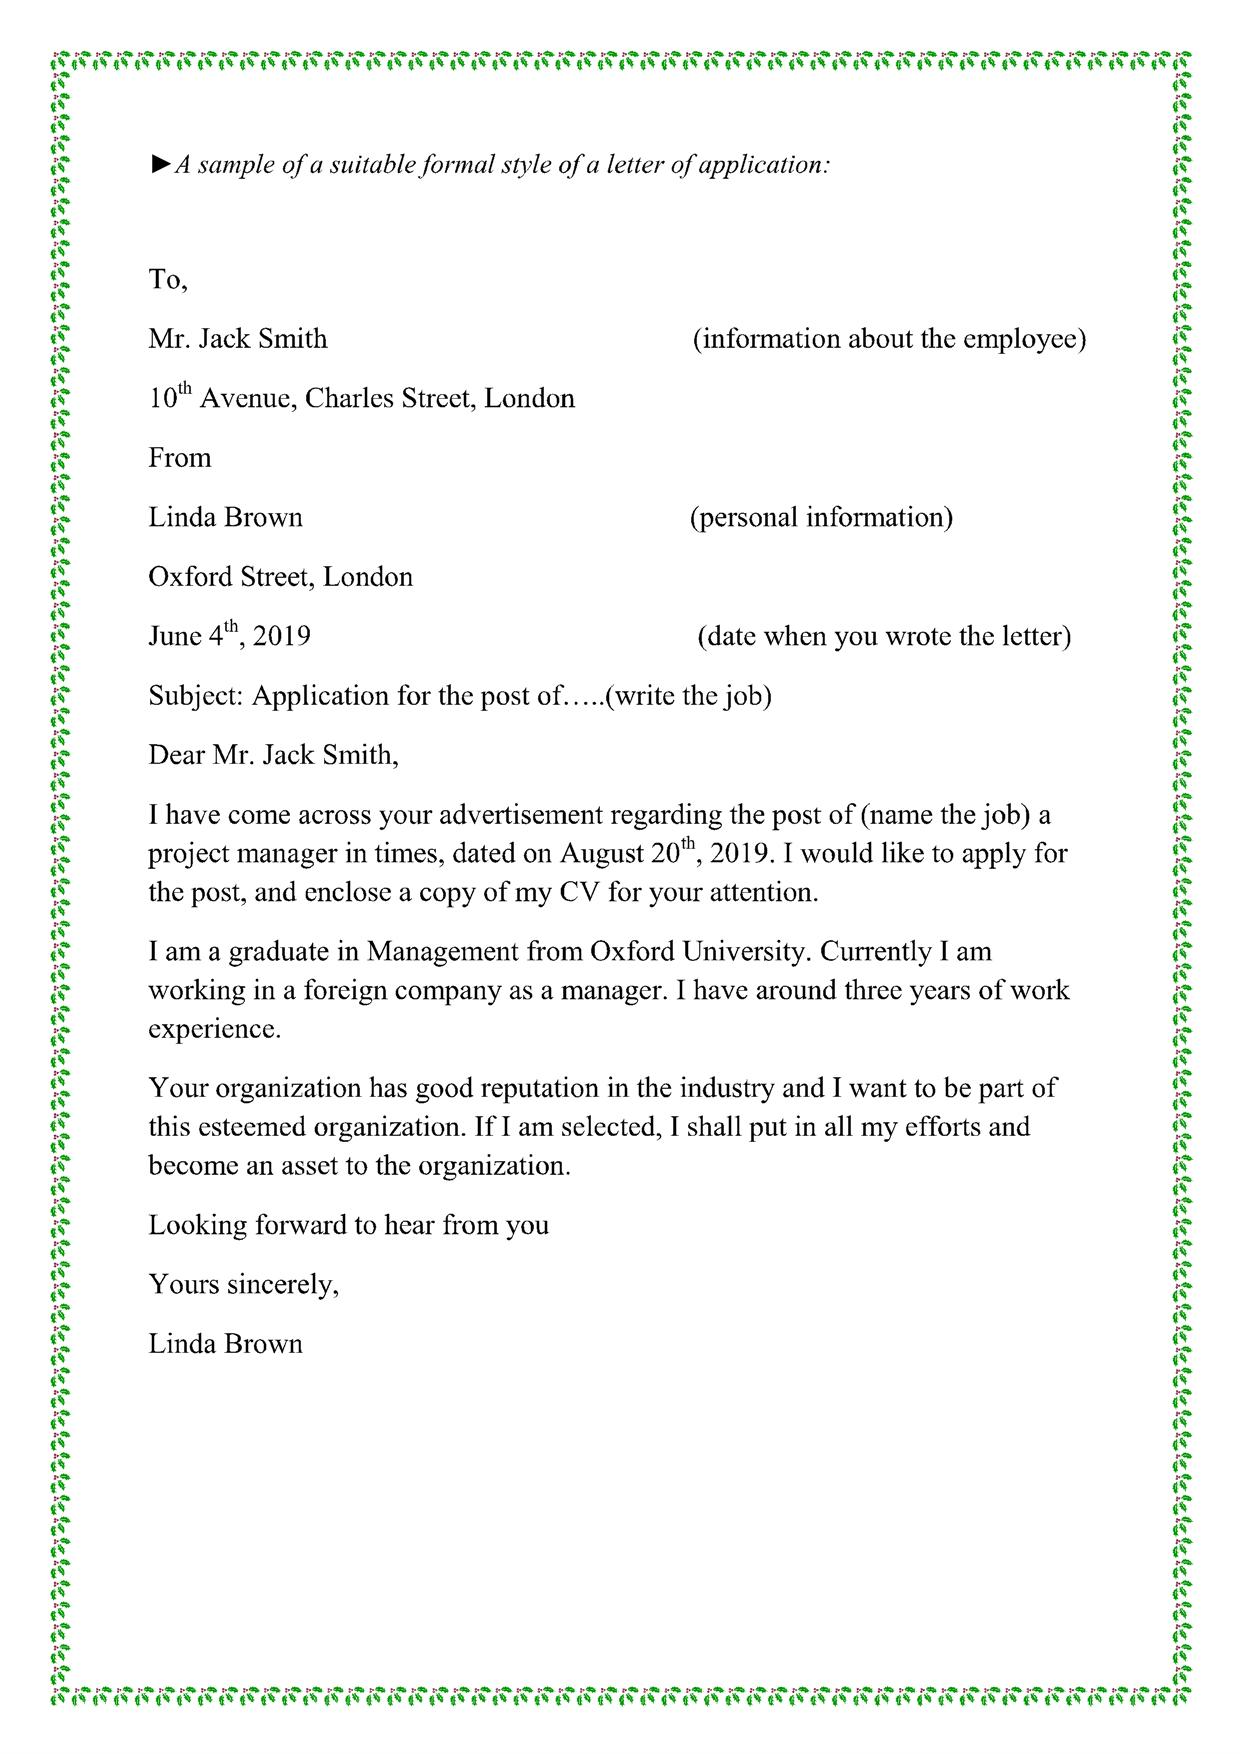 ►A sample of a suitable formal style of a letter of application:
To,
Mr. Jack Smith (information about the employee)
10th Avenue, Charles Street, London
From
Linda Brown (personal information)
Oxford Street, London
June 4th, 2019 (date when you wrote the letter)
Subject: Application for the post of…..(write the job)
Dear Mr. Jack Smith,
I have come across your advertisement regarding the post of (name the job) a
project manager in times, dated on August 20th, 2019. I would like to apply for
the post, and enclose a copy of my CV for your attention.
I am a graduate in Management from Oxford University. Currently I am
working in a foreign company as a manager. I have around three years of work
experience.
Your organization has good reputation in the industry and I want to be part of
this esteemed organization. If I am selected, I shall put in all my efforts and
become an asset to the organization.
Looking forward to hear from you
Yours sincerely,
Linda Brown